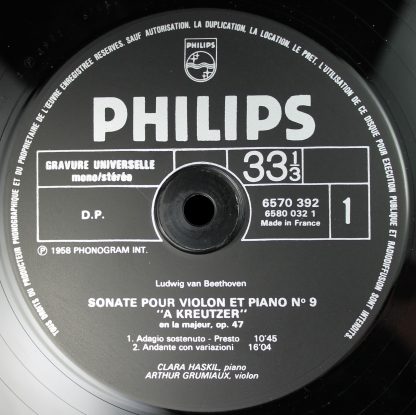 TOUS DROITS DU PRODUCTEUR PHONOGRAPHIQUE ET DU PROPRIETAIRE DE L'ŒUVRE ENREGISTREE RESERVES. SAUF AUTORISATION, LA DUPLICATION, LA LOCATION, LE PRET, L'UTILISATION DE CE DISQUE POUR EXECUTION PUBLIQUE ET RADIODIFFUSION SONT INTERDITS.
PHILIPS
PHILIPS
GRAVURE UNIVERSELLE
mono/stéréo
33 1/3
D.P.
6570 392
6580 032 1
Made in France
1
℗ 1958 PHONOGRAM INT.
Ludwig van Beethoven
SONATE POUR VIOLON ET PIANO Nº 9
"A KREUTZER"
en la majeur, op. 47
1. Adagio sostenuto - Presto 10'45
2. Andante con variazioni 16'04
CLARA HASKIL, piano
ARTHUR GRUMIAUX, violon